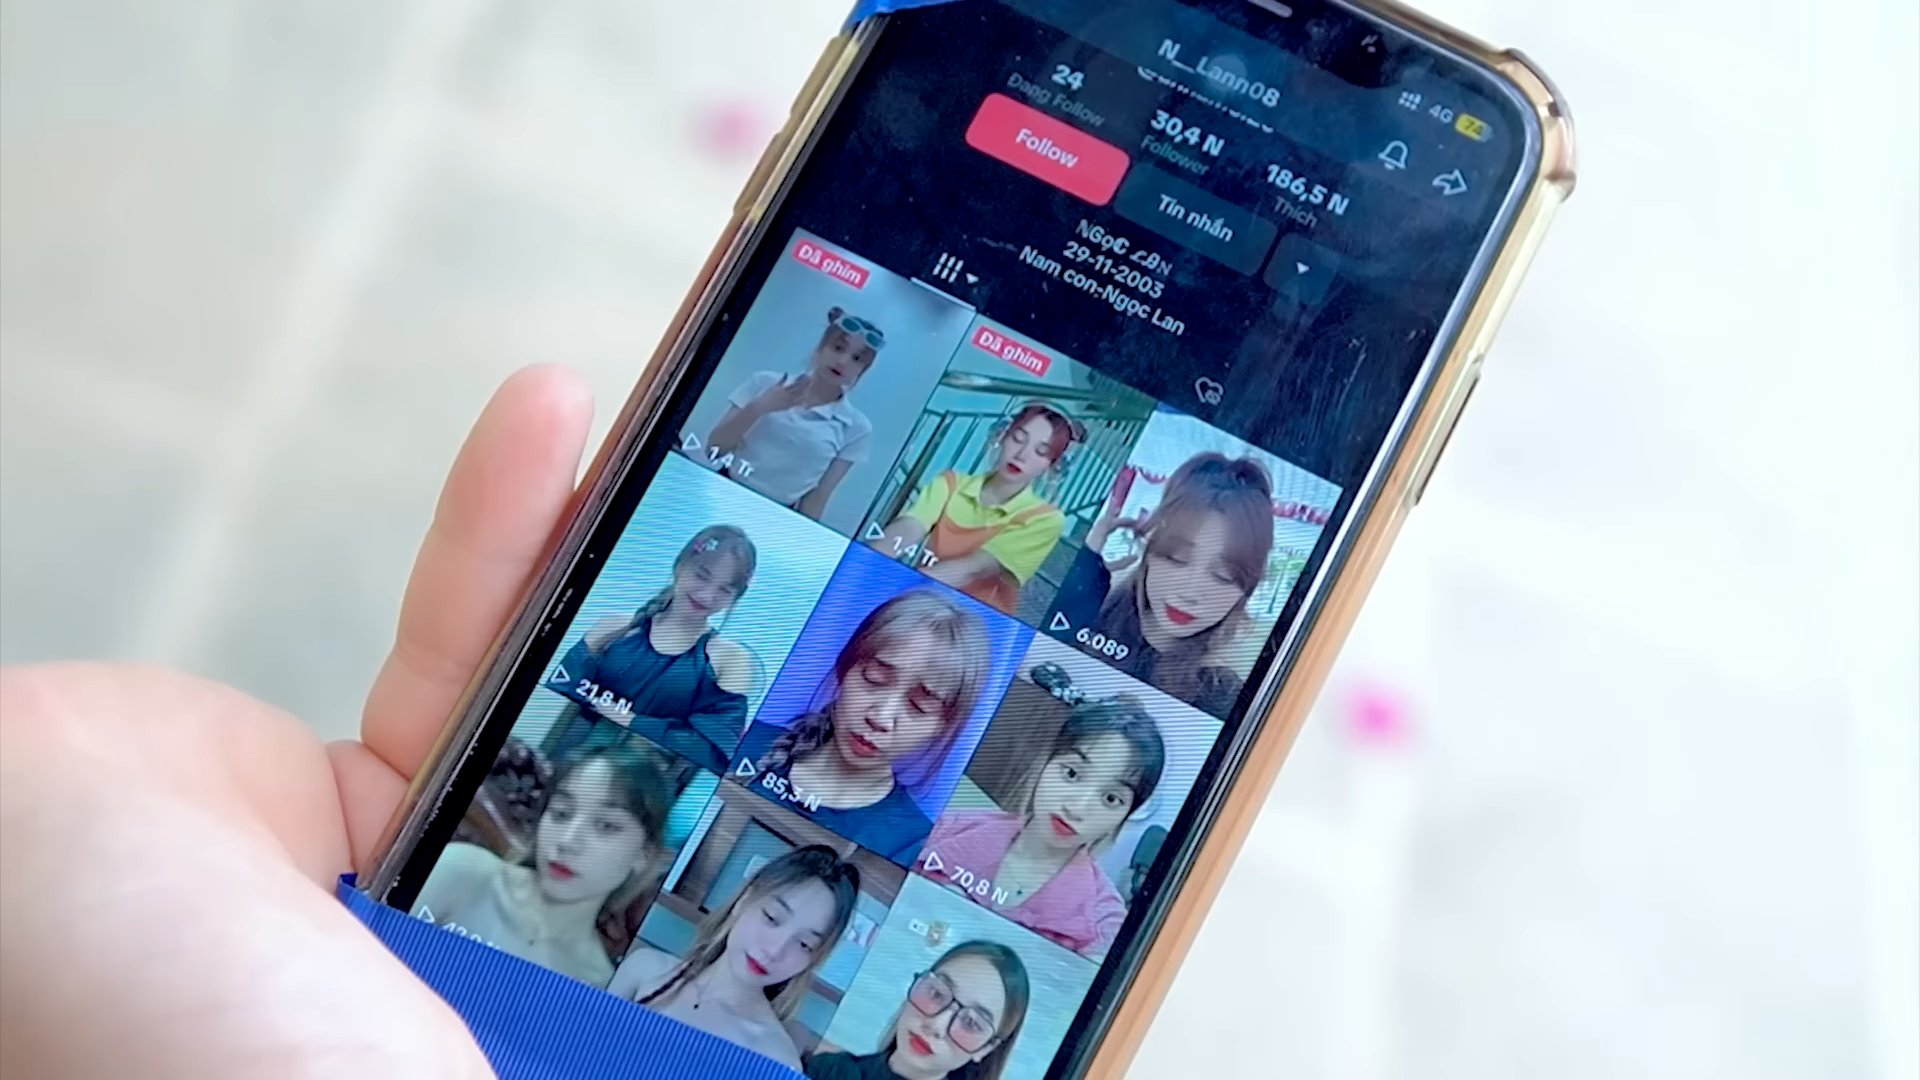 N__Lann08
4G 74
24
Đang Follow
30,4 N
Follower
186,5 N
Thích
Follow
Tin nhắn
29-11-2003
Nam con-Ngọc Lan
Đã ghim
Đã ghim
1,4 Tr
1,4 Tr
6.089
21,8 N
85,3 N
70,8 N